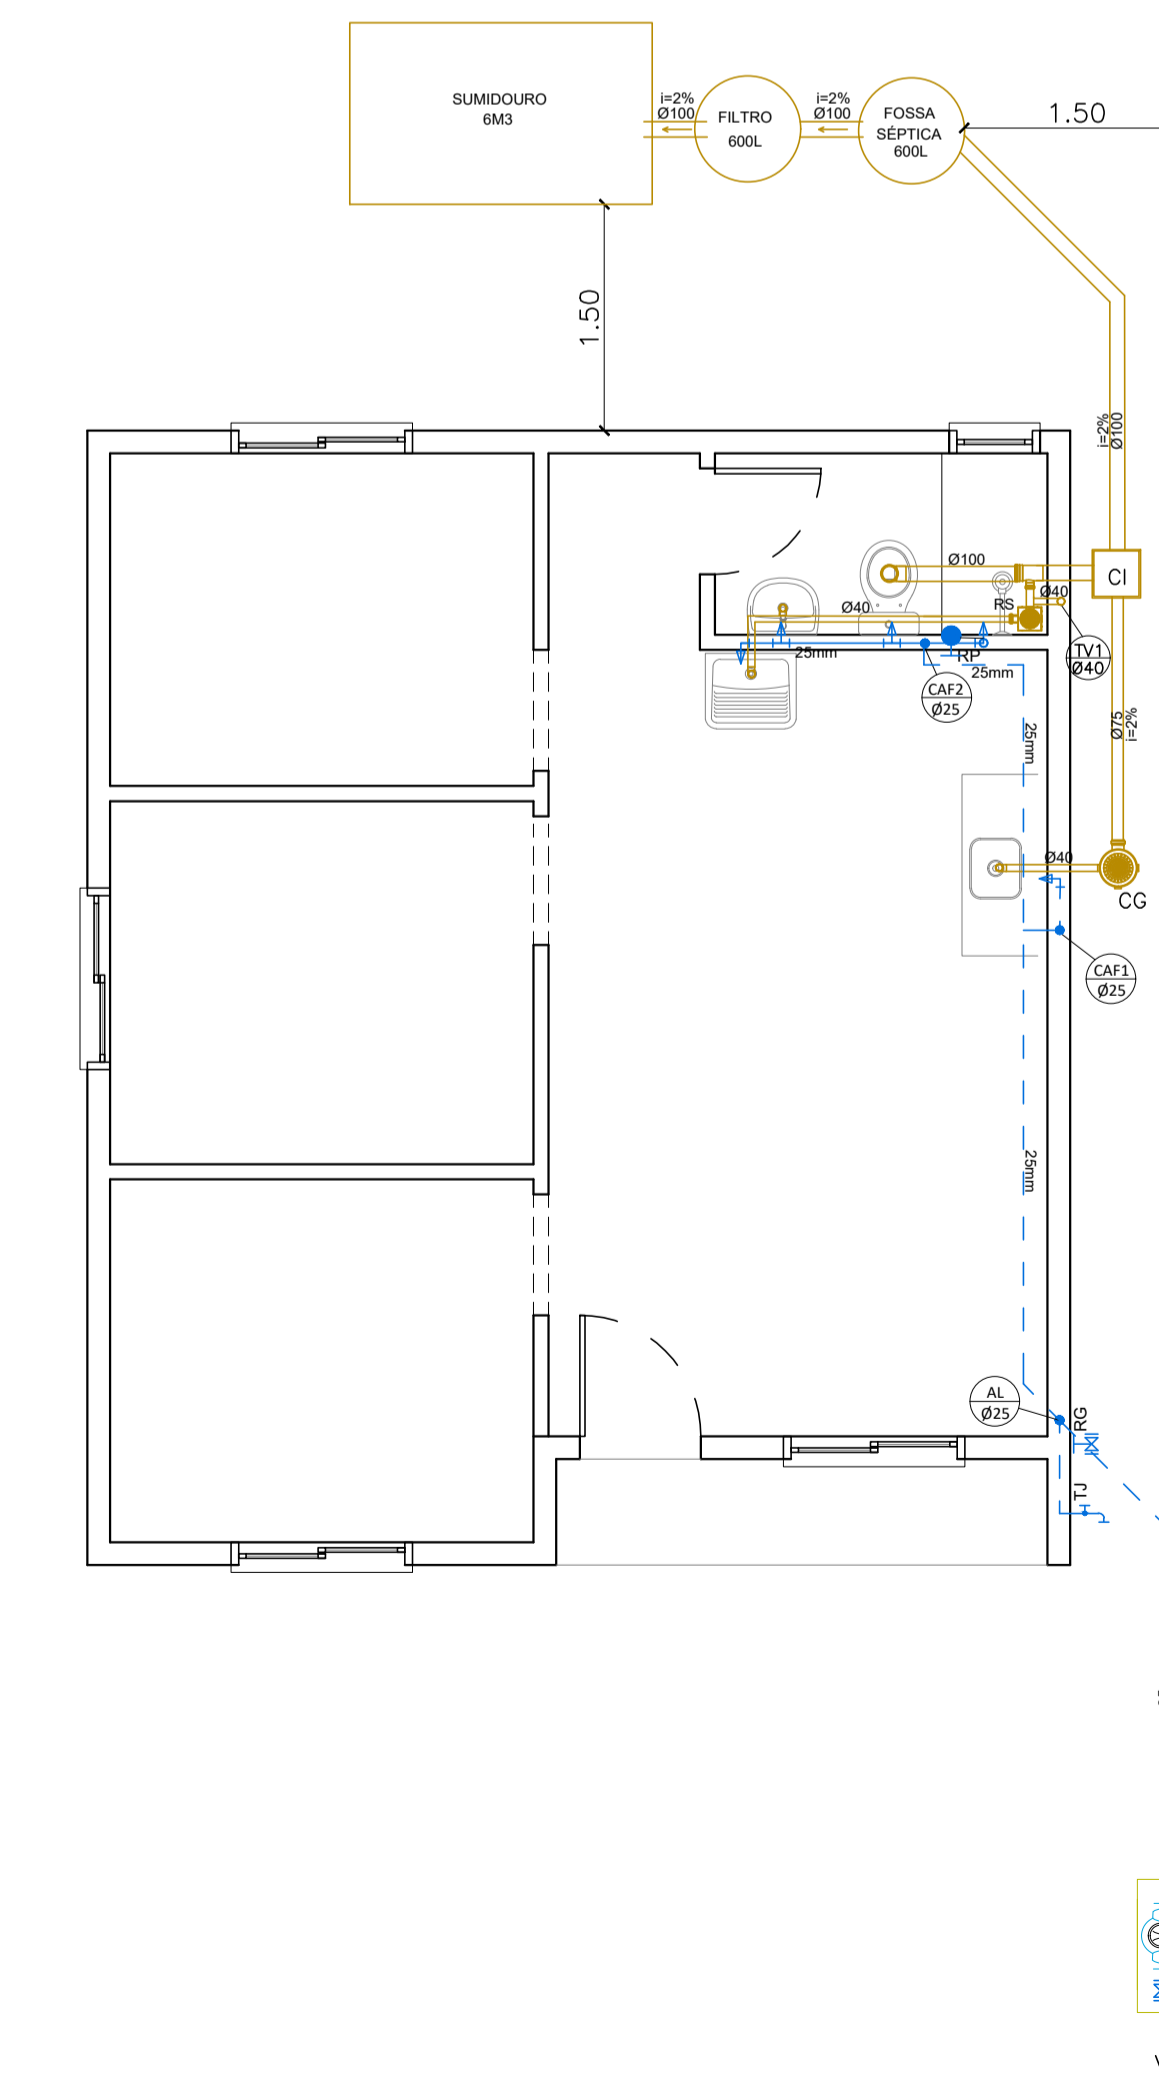 SUMIDOURO
6M3
i=2%
Ø100
FILTRO
600L
i=2%
Ø100
FOSSA
SÉPTICA
600L
1.50
1.50
i=2%
Ø100
CI
Ø100
Ø40
RS
Ø40
TV1
Ø40
25mm
RP
25mm
CAF2
Ø25
25mm
Ø75
i=2%
Ø40
CG
CAF1
Ø25
25mm
AL
Ø25
RG
TJ